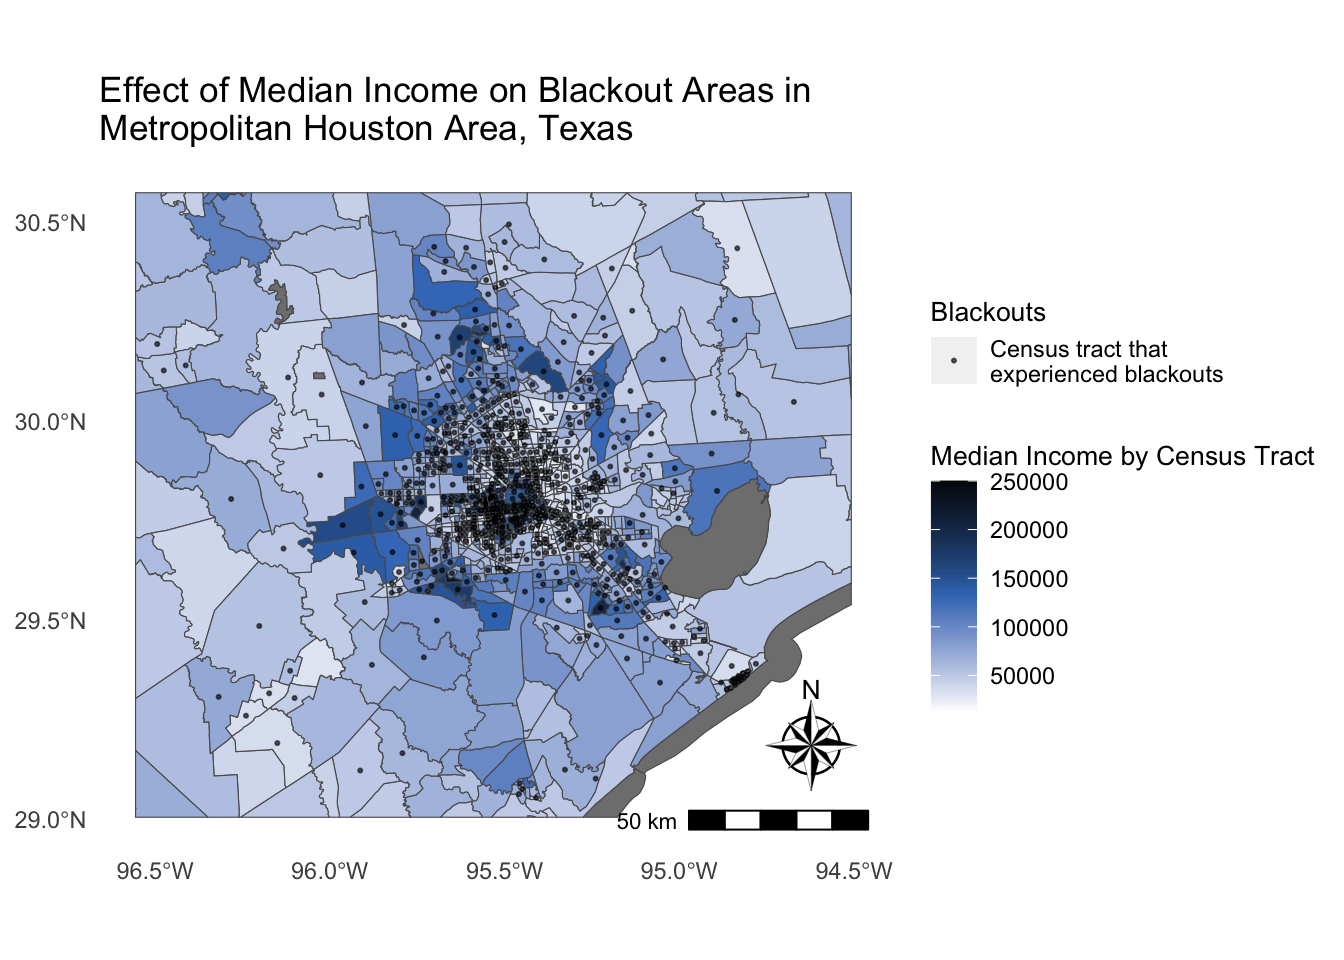 Effect of Median Income on Blackout Areas in
Metropolitan Houston Area, Texas
30.5°N
30.0°N
29.5°N
29.0°N
96.5°W
96.0°W
95.5°W
95.0°W
94.5°W
N
50 km
Blackouts
Census tract that
experienced blackouts
Median Income by Census Tract
250000
200000
150000
100000
50000